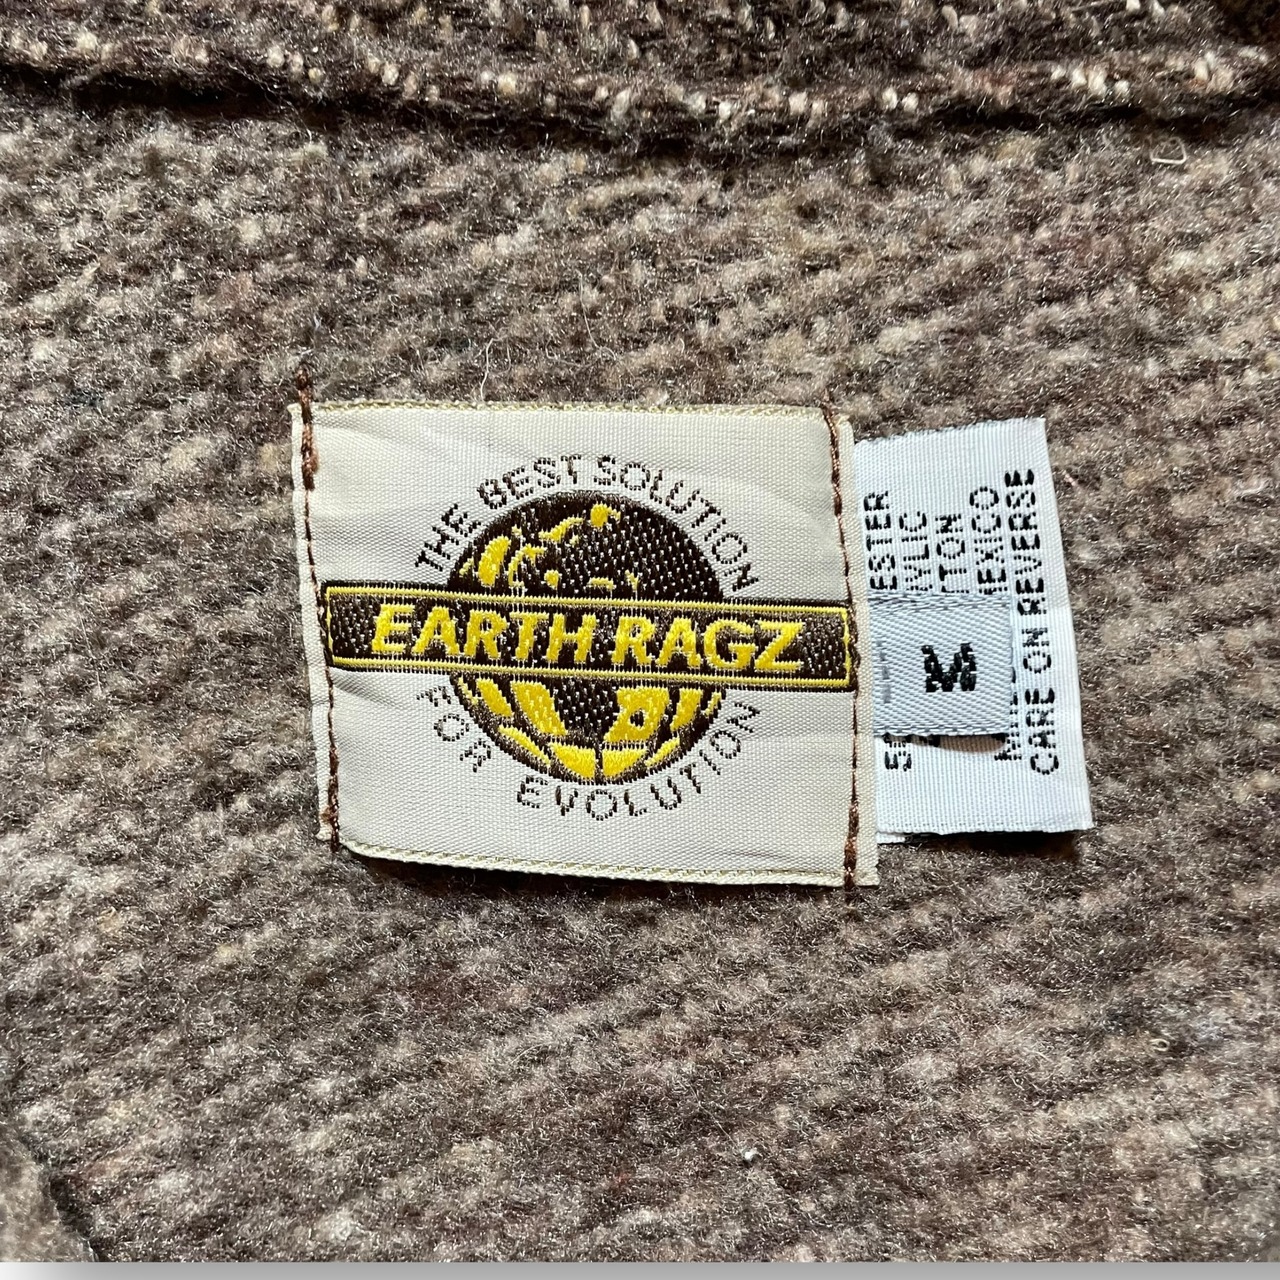 THE BEST SOLUTION
EARTH RAGZ
FOR EVOLUTION
M
CARE ON REVERSE